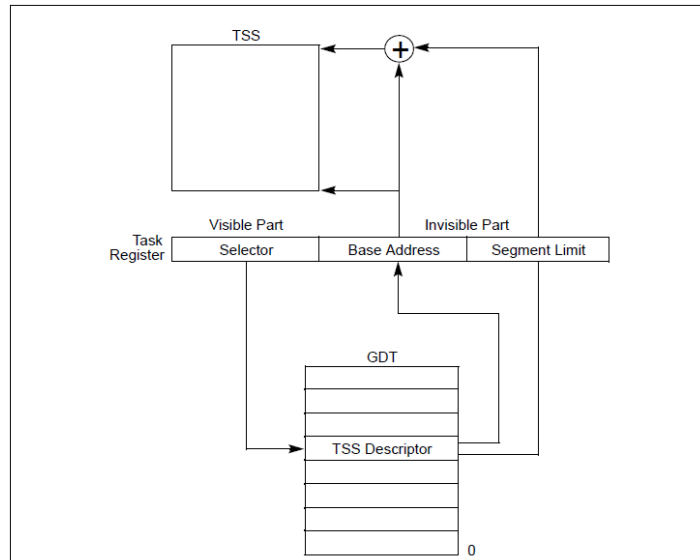 TSS
+
Visible Part
Invisible Part
Task
Register
Selector
Base Address
Segment Limit
GDT
TSS Descriptor
0